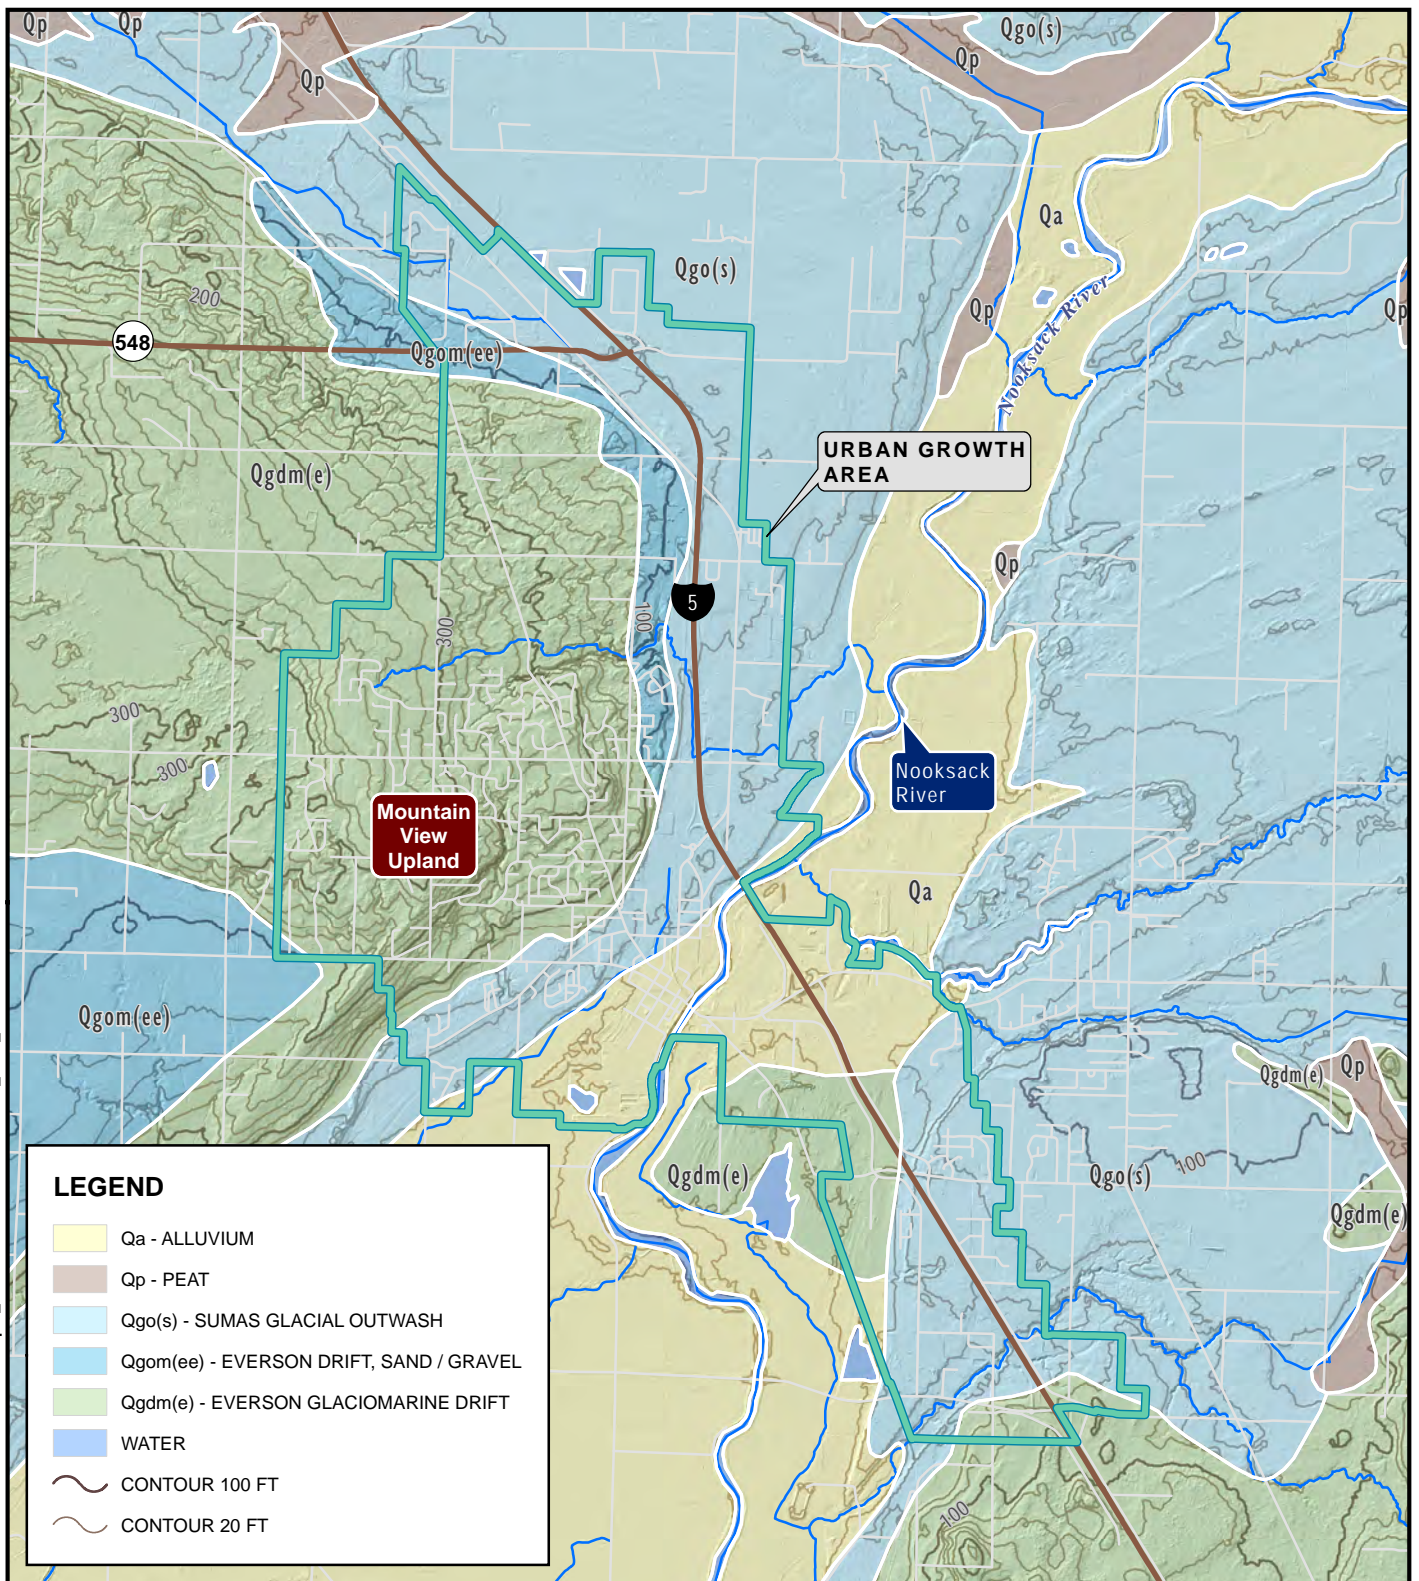 Qp
Qp
Qp
Qgo(s)
Qp
Qa
Qgo(s)
Nooksack River
Qp
Qp
200
548
Qgom(ee)
URBAN GROWTH
AREA
Qgdm(e)
Qp
5
100
300
300
300
Nooksack
River
Mountain
View
Upland
Qa
Qgom(ee)
Qgdm(e)
Qp
Qgdm(e)
Qgo(s)
100
Qgdm(e)
100
LEGEND
Qa - ALLUVIUM
Qp - PEAT
Qgo(s) - SUMAS GLACIAL OUTWASH
Qgom(ee) - EVERSON DRIFT, SAND / GRAVEL
Qgdm(e) - EVERSON GLACIOMARINE DRIFT
WATER
CONTOUR 100 FT
CONTOUR 20 FT